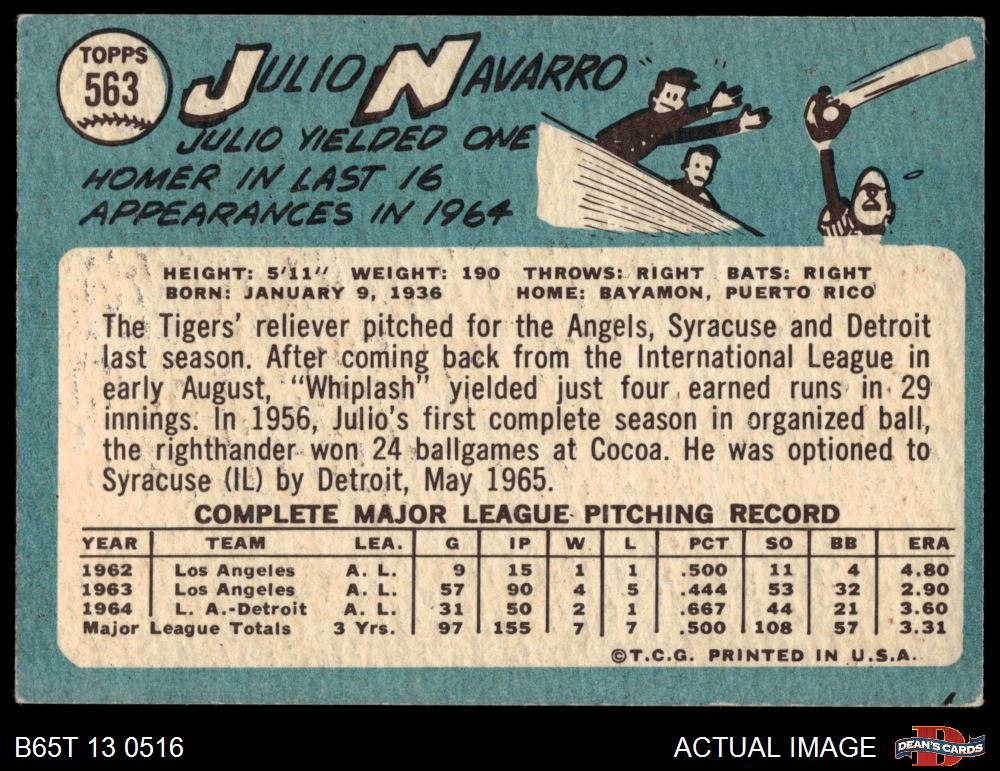 TOPPS
563
JULIO NAVARRO
JULIO YIELDED ONE
HOMER IN LAST 16
APPEARANCES IN 1964
HEIGHT: 5'11" WEIGHT: 190 THROWS: RIGHT BATS: RIGHT
BORN: JANUARY 9, 1936 HOME: BAYAMON, PUERTO RICO
The Tigers' reliever pitched for the Angels, Syracuse and Detroit
last season. After coming back from the International League in
early August, "Whiplash" yielded just four earned runs in 29
innings. In 1956, Julio's first complete season in organized ball,
the righthander won 24 ballgames at Cocoa. He was optioned to
Syracuse (IL) by Detroit, May 1965.
COMPLETE MAJOR LEAGUE PITCHING RECORD
YEAR TEAM LEA. G IP W L PCT SO BB ERA
1962 Los Angeles A. L. 9 15 1 1 .500 11 4 4.80
1963 Los Angeles A. L. 57 90 4 5 .444 53 32 2.90
1964 L. A.-Detroit A. L. 31 50 2 1 .667 44 21 3.60
Major League Totals 3 Yrs. 97 155 7 7 .500 108 57 3.31
©T.C.G. PRINTED IN U.S.A.
B65T 13 0516
ACTUAL IMAGE
D
DEAN'S CARDS